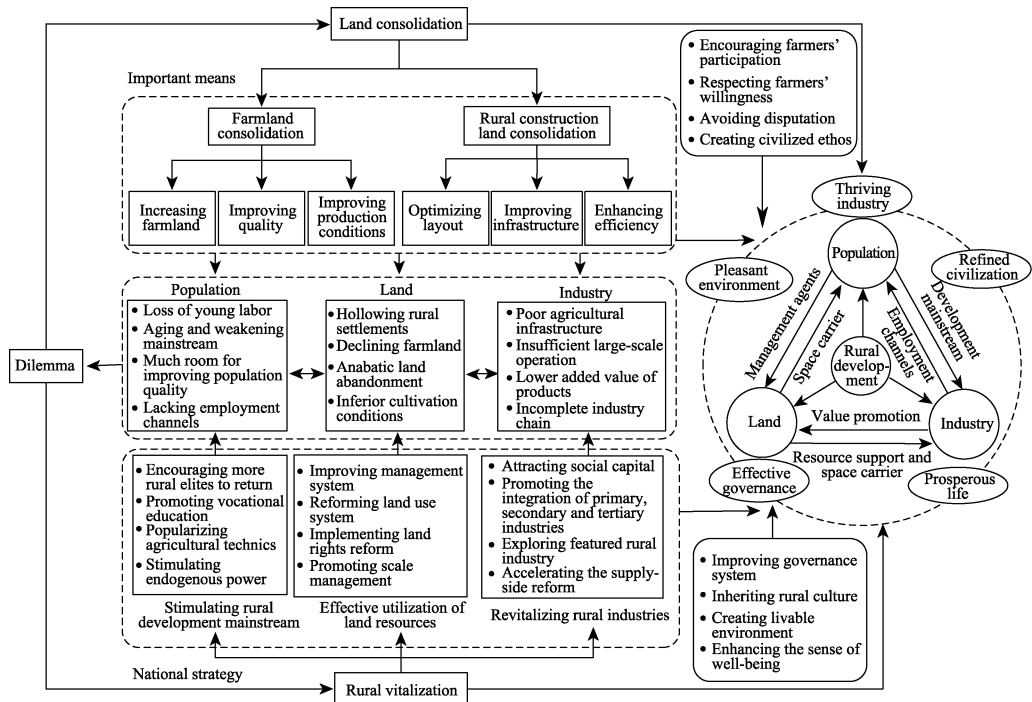 Land consolidation
Important means
Farmland
consolidation
Rural construction
land consolidation
Increasing
farmland
Improving
quality
Improving
production
conditions
Optimizing
layout
Improving
infrastructure
Enhancing
efficiency
• Encouraging farmers'
participation
• Respecting farmers'
willingness
• Avoiding disputation
• Creating civilized ethos
Dilemma
Population
• Loss of young labor
• Aging and weakening
mainstream
• Much room for
improving population
quality
• Lacking employment
channels
Land
• Hollowing rural
settlements
• Declining farmland
• Anabatic land
abandonment
• Inferior cultivation
conditions
Industry
• Poor agricultural
infrastructure
• Insufficient large-scale
operation
• Lower added value of
products
• Incomplete industry
chain
• Encouraging more
rural elites to return
• Promoting vocational
education
• Popularizing
agricultural technics
• Stimulating
endogenous power
Stimulating rural
development mainstream
• Improving management
system
• Reforming land use
system
• Implementing land
rights reform
• Promoting scale
management
Effective utilization of
land resources
• Attracting social capital
• Promoting the
integration of primary,
secondary and tertiary
industries
• Exploring featured rural
industry
• Accelerating the supply-
side reform
Revitalizing rural industries
National strategy
Rural vitalization
Thriving
industry
Pleasant
environment
Refined
civilization
Population
Management agents
Space carrier
Employment
channels
Development
mainstream
Rural
develop-
ment
Land
Value promotion
Industry
Resource support and
space carrier
Effective
governance
Prosperous
life
• Improving governance
system
• Inheriting rural culture
• Creating livable
environment
• Enhancing the sense of
well-being